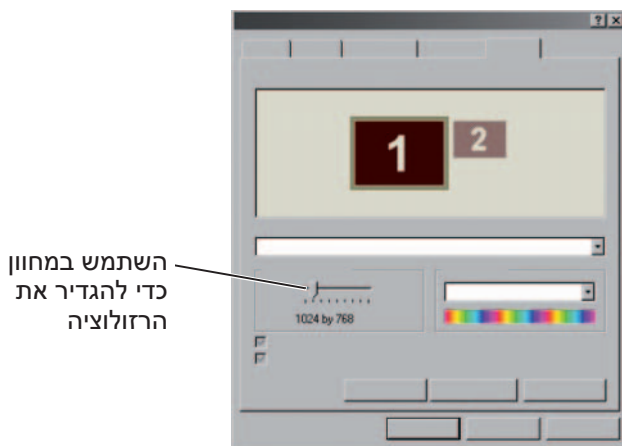 1
2
השתמש במחוון
כדי להגדיר את
הרזולוציה
1024 by 768